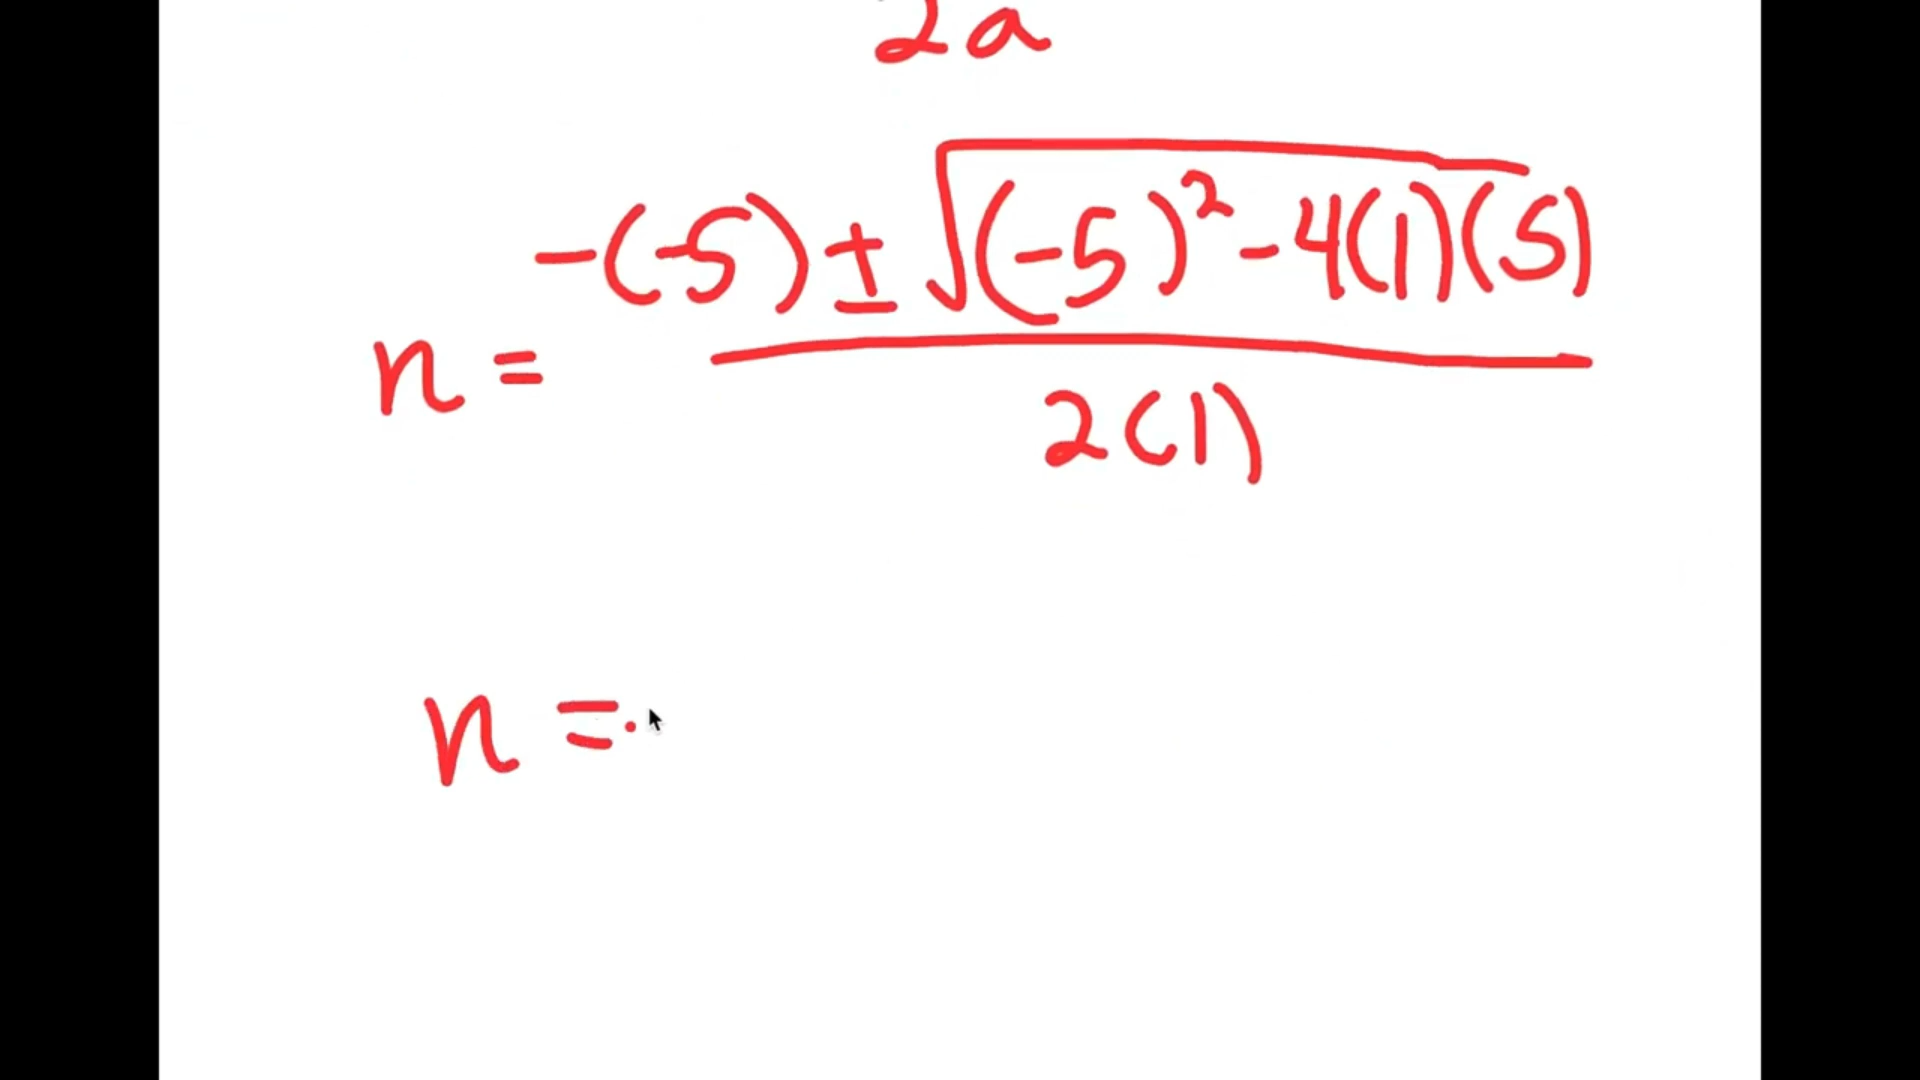 2a
n = -(-5) ± √(-5)² - 4(1)(5)
2(1)
n = .